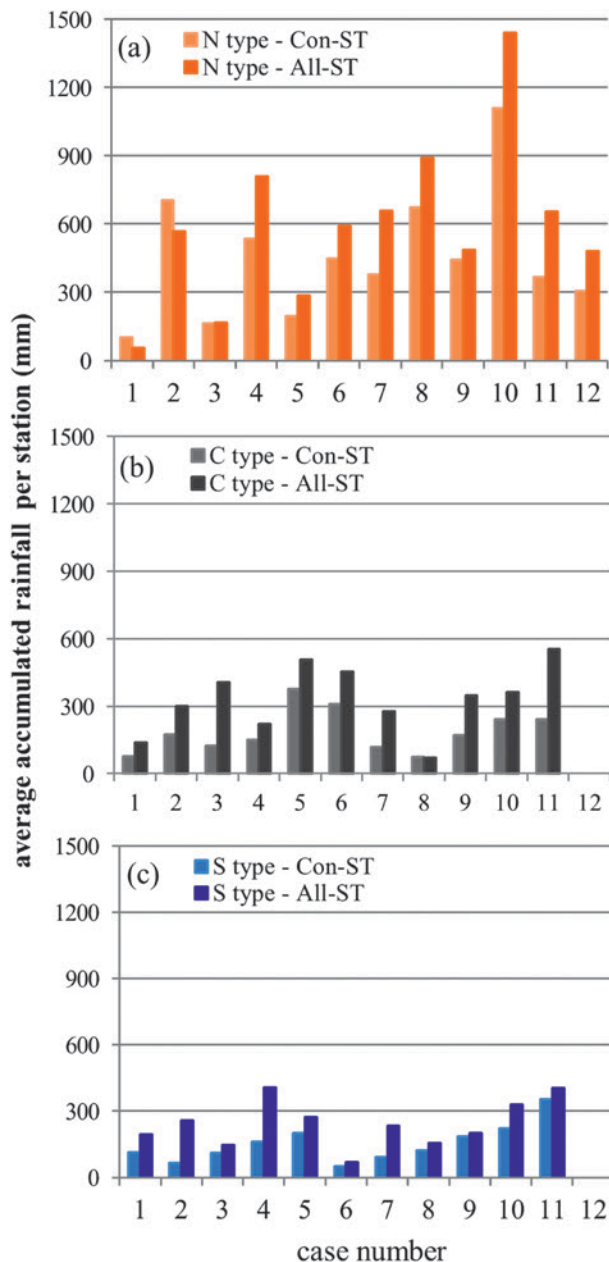 average accumulated rainfall per station (mm)
(a)
N type - Con-ST
N type - All-ST
1500
1200
900
600
300
0
1 2 3 4 5 6 7 8 9 10 11 12
(b)
C type - Con-ST
C type - All-ST
1500
1200
900
600
300
0
1 2 3 4 5 6 7 8 9 10 11 12
(c)
S type - Con-ST
S type - All-ST
1500
1200
900
600
300
0
1 2 3 4 5 6 7 8 9 10 11 12
case number